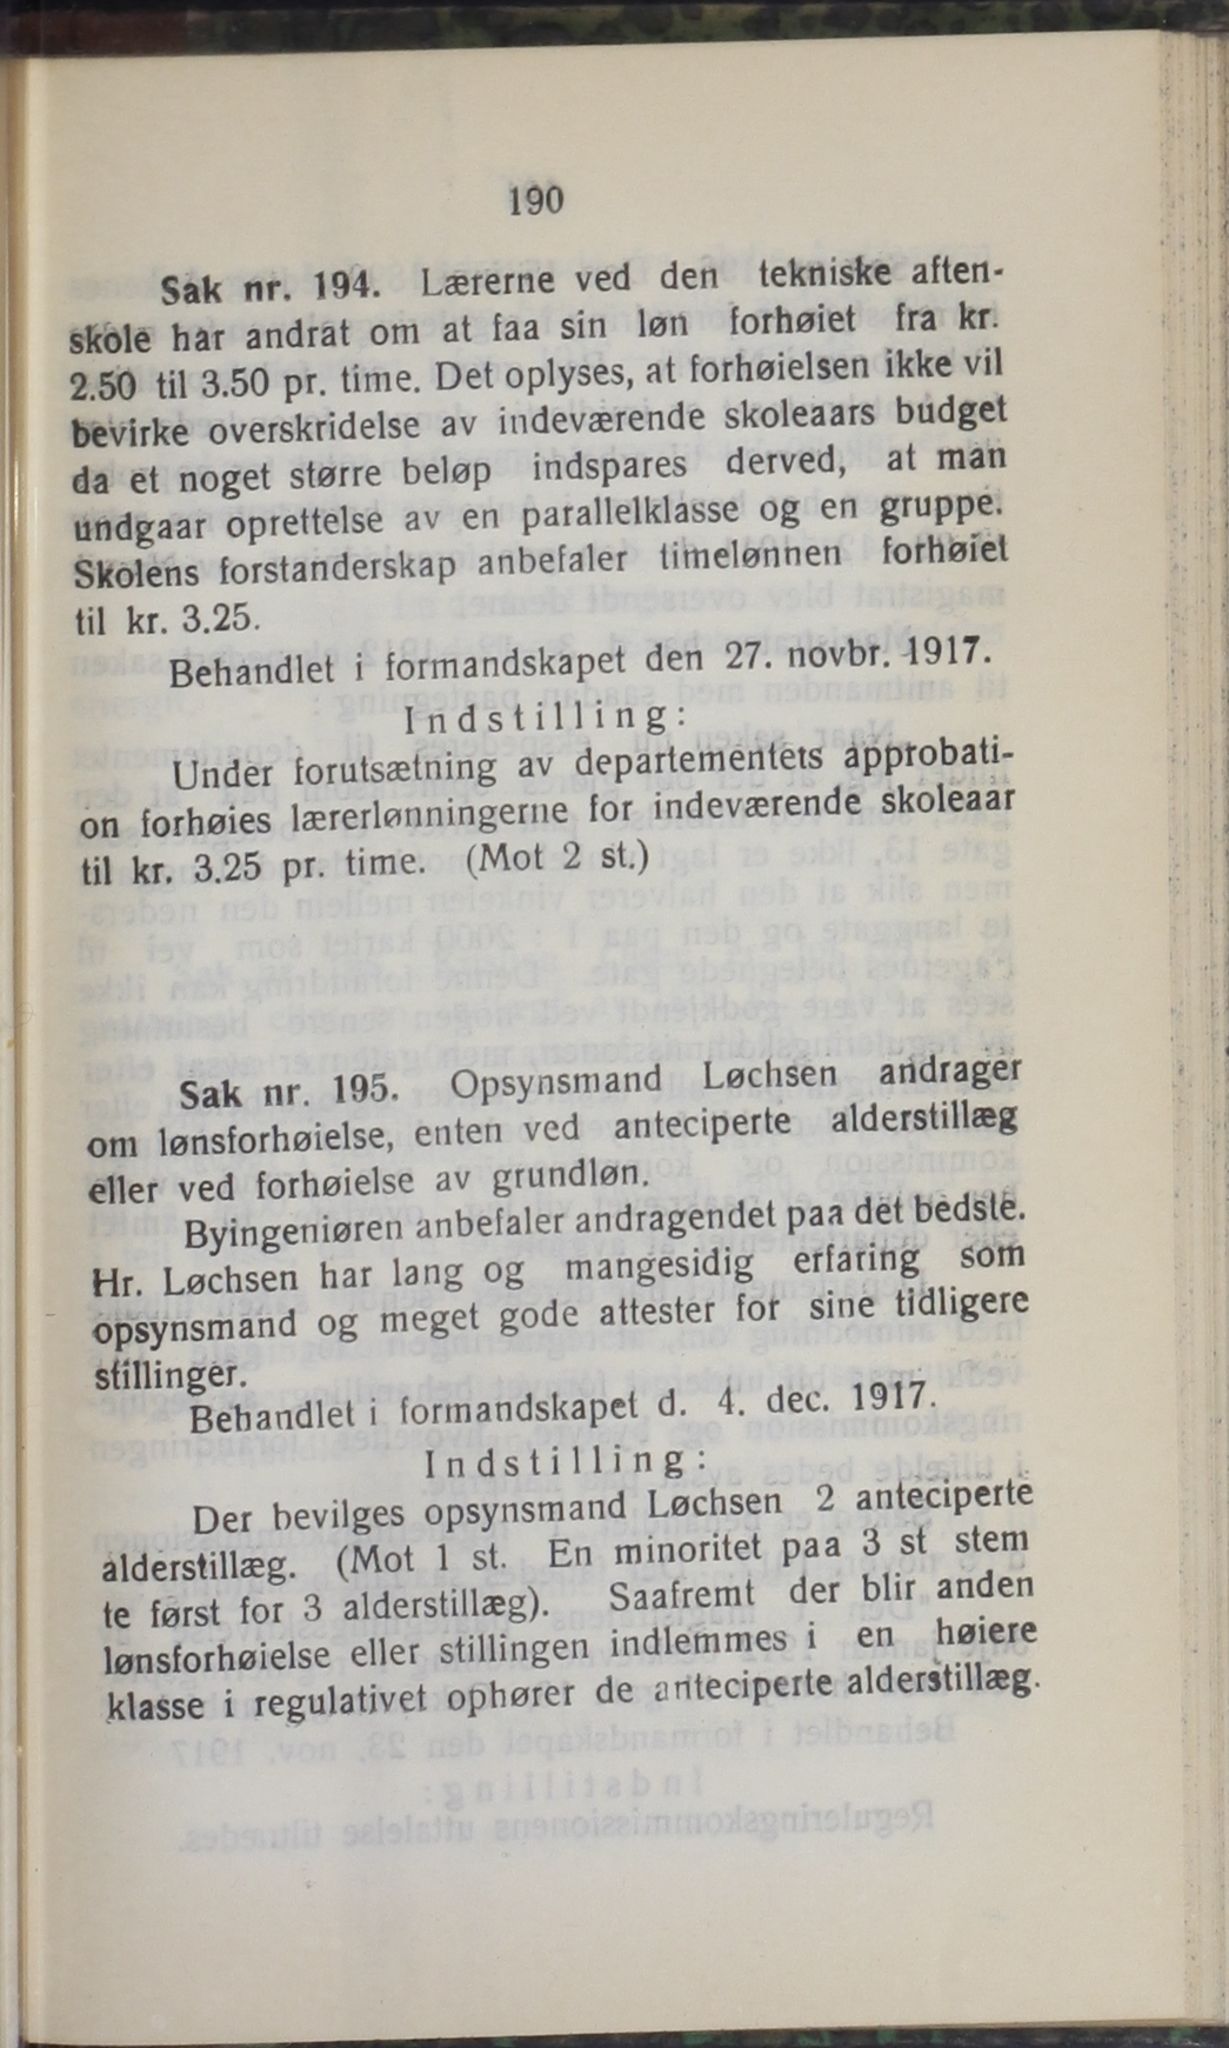 190
Sak nr. 194. Lærerne ved den tekniske aften-
skole har andrat om at faa sin løn forhøiet fra kr.
2.50 til 3.50 pr. time. Det oplyses, at forhøielsen ikke vil
bevirke overskridelse av indeværende skoleaars budget
da et noget større beløp indspares derved, at man
undgaar oprettelse av en parallelklasse og en gruppe.
Skolens forstanderskap anbefaler timelønnen forhøiet
til kr. 3.25.
Behandlet i formandskapet den 27. novbr. 1917.
Indstilling:
Under forutsætning av departementets approbati-
on forhøies lærerlønningerne for indeværende skoleaar
til kr. 3.25 pr. time. (Mot 2 st.)
Sak nr. 195. Opsynsmand Løchsen andrager
om lønsforhøielse, enten ved anteciperte alderstillæg
eller ved forhøielse av grundløn.
Byingeniøren anbefaler andragendet paa det bedste.
Hr. Løchsen har lang og mangesidig erfaring som
opsynsmand og meget gode attester for sine tidligere
stillinger.
Behandlet i formandskapet d. 4. dec. 1917.
Indstilling:
Der bevilges opsynsmand Løchsen 2 anteciperte
alderstillæg. (Mot 1 st. En minoritet paa 3 st stem
te først for 3 alderstillæg). Saafremt der blir anden
lønsforhøielse eller stillingen indlemmes i en høiere
klasse i regulativet ophører de anteciperte alderstillæg.